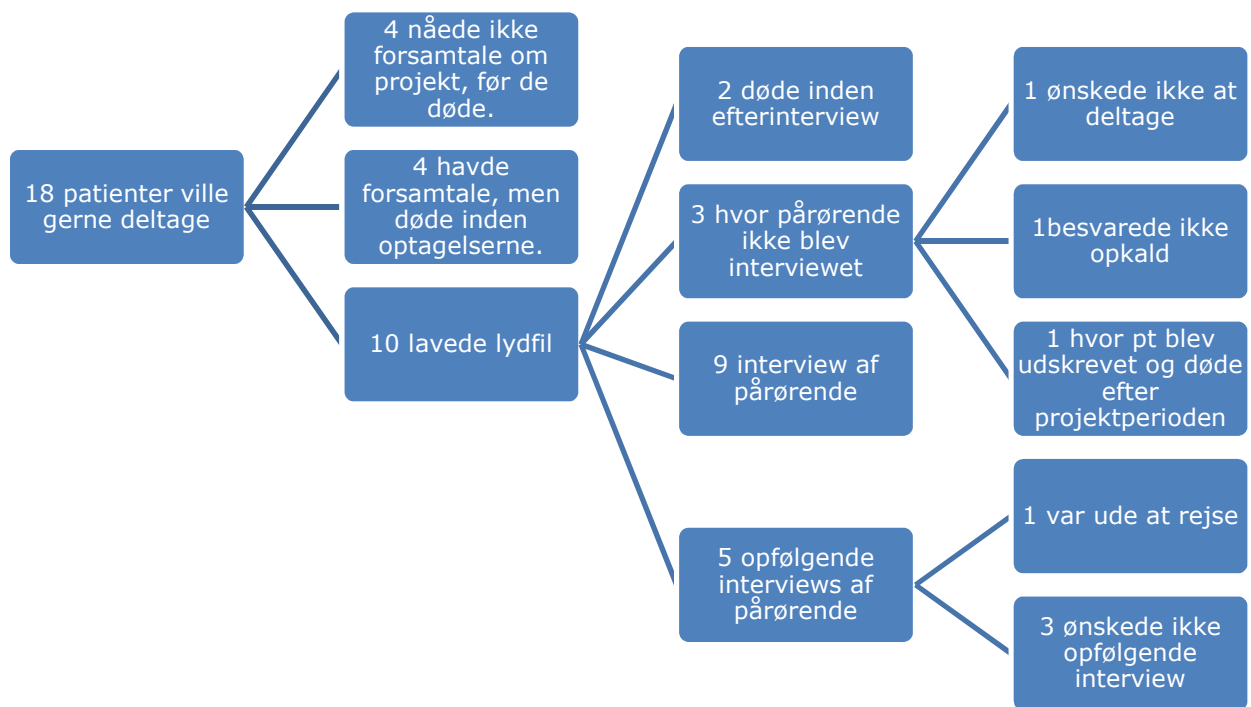 18 patienter ville
gerne deltage
4 nåede ikke
forsamtale om
projekt, før de
døde.
4 havde
forsamtale, men
døde inden
optagelserne.
10 lavede lydfil
2 døde inden
efterinterview
3 hvor pårørende
ikke blev
interviewet
9 interview af
pårørende
5 opfølgende
interviews af
pårørende
1 ønskede ikke at
deltage
1besvarede ikke
opkald
1 hvor pt blev
udskrevet og døde
efter
projektperioden
1 var ude at rejse
3 ønskede ikke
opfølgende
interview